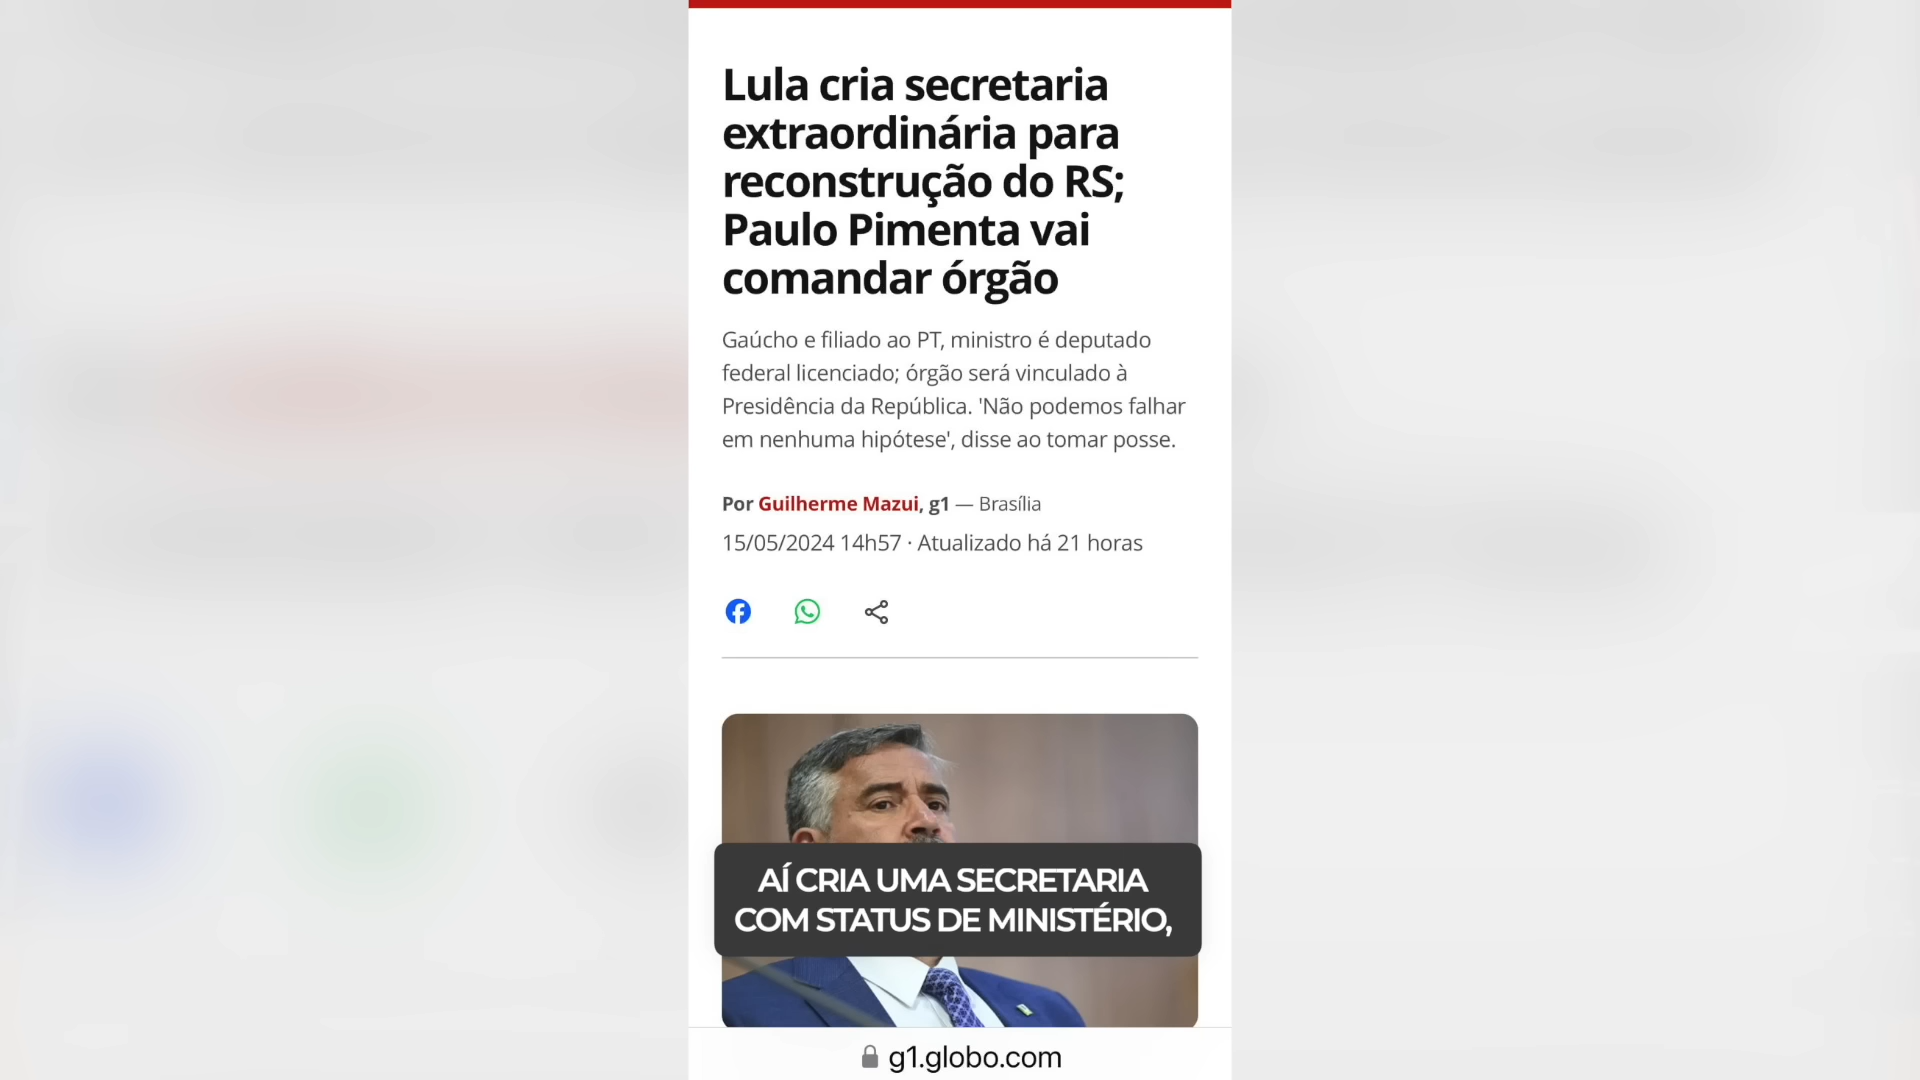 Lula cria secretaria
extraordinária para
reconstrução do RS;
Paulo Pimenta vai
comandar órgão
Gaúcho e filiado ao PT, ministro é deputado
federal licenciado; órgão será vinculado à
Presidência da República. 'Não podemos falhar
em nenhuma hipótese', disse ao tomar posse.
Por Guilherme Mazui, g1 — Brasília
15/05/2024 14h57 · Atualizado há 21 horas
AÍ CRIA UMA SECRETARIA
COM STATUS DE MINISTÉRIO,
g1.globo.com